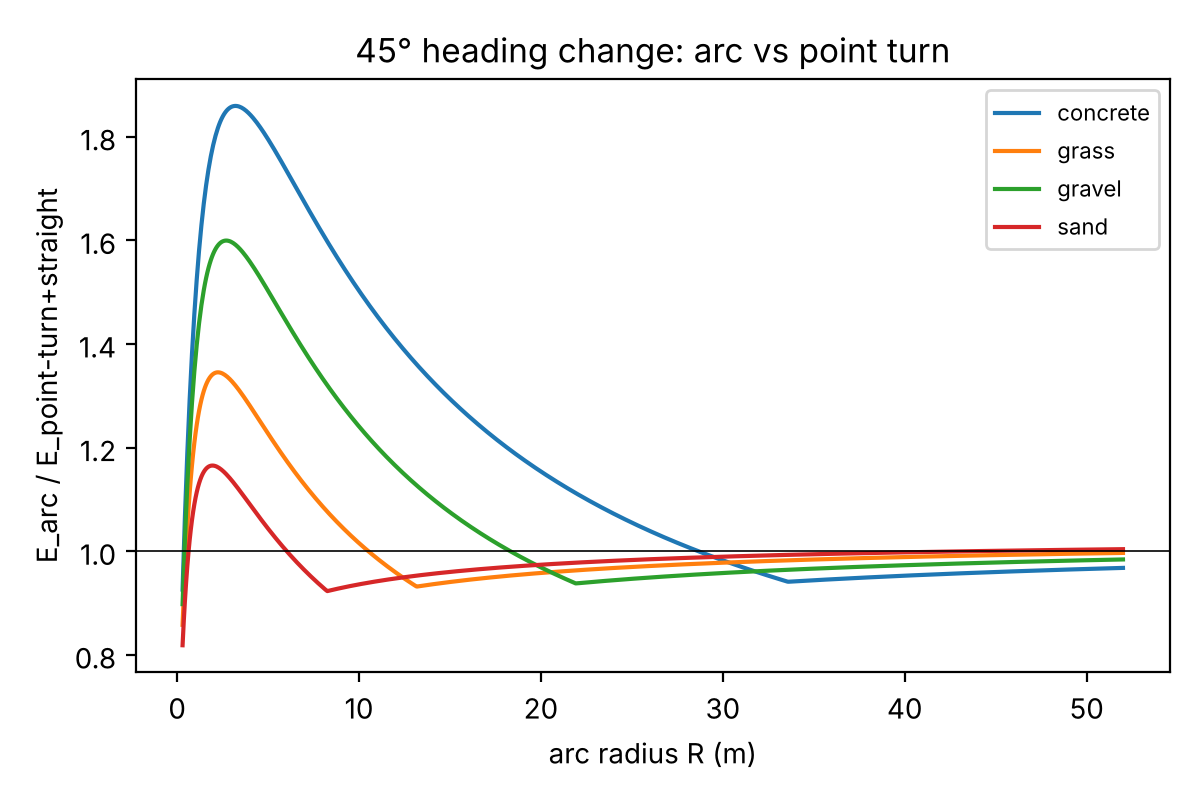 45° heading change: arc vs point turn
E_arc / E_point-turn+straight
1.8
1.6
1.4
1.2
1.0
0.8
concrete
grass
gravel
sand
0 10 20 30 40 50
arc radius R (m)